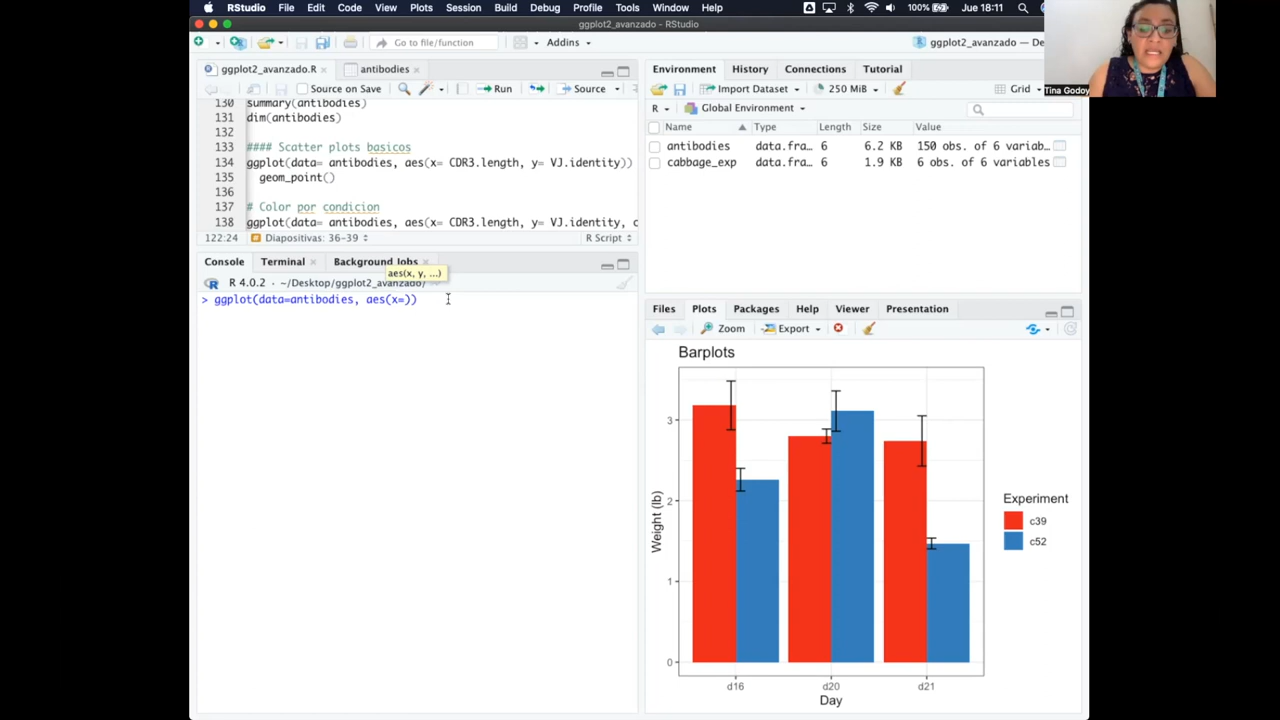 RStudio File Edit Code View Plots Session Build Debug Profile Tools Window Help 100% Jue 18:11
ggplot2_avanzado - RStudio
Go to file/function Addins ggplot2_avanzado — De
Tina Godoy
ggplot2_avanzado.R antibodies
Source on Save Run Source
130 summary(antibodies)
131 dim(antibodies)
132
133 #### Scatter plots basicos
134 ggplot(data= antibodies, aes(x= CDR3.length, y= VJ.identity))
135 geom_point()
136
137 # Color por condicion
138 ggplot(data= antibodies, aes(x= CDR3.length, y= VJ.identity, c
122:24 Diapositivas: 36-39 R Script
Console Terminal Background Jobs
aes(x, y, ...)
R 4.0.2 · ~/Desktop/ggplot2_avanzado/
> ggplot(data=antibodies, aes(x=))
Environment History Connections Tutorial
Import Dataset 250 MiB Grid
R Global Environment
Name Type Length Size Value
antibodies data.fra… 6 6.2 KB 150 obs. of 6 variab…
cabbage_exp data.fra… 6 1.9 KB 6 obs. of 6 variables
Files Plots Packages Help Viewer Presentation
Zoom Export
Barplots
Weight (lb)
3
2
1
0
d16 d20 d21
Day
Experiment
c39
c52